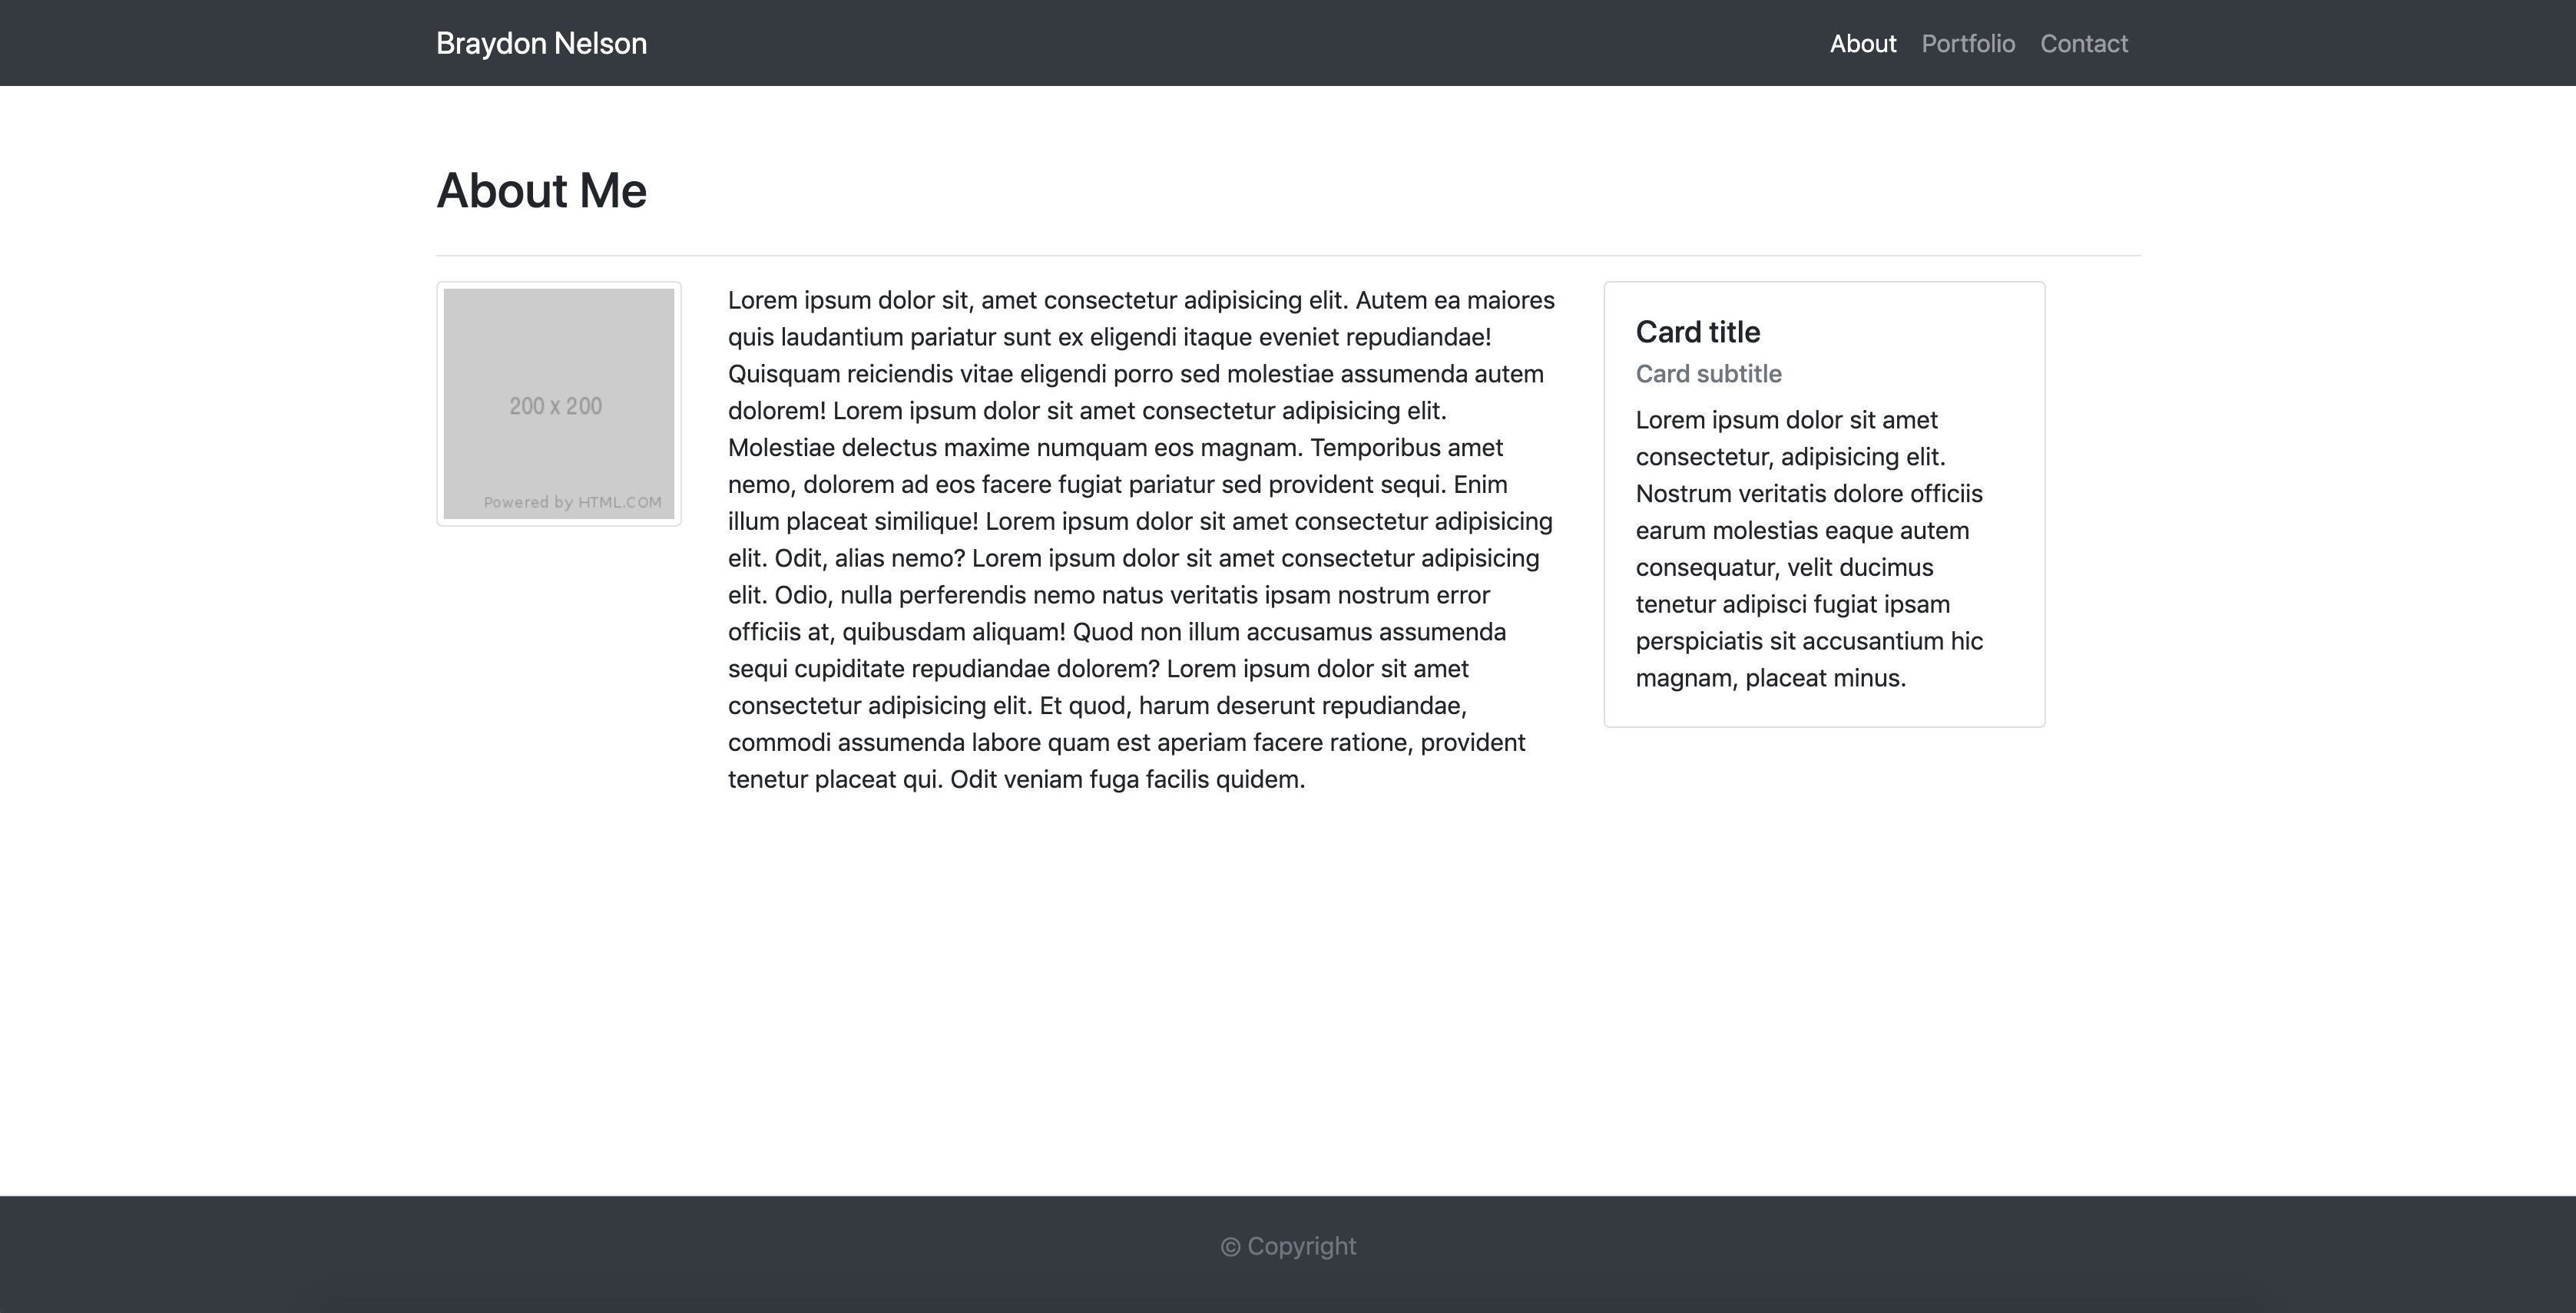 Braydon Nelson
About Portfolio Contact
About Me
200 x 200
Powered by HTML.COM
Lorem ipsum dolor sit, amet consectetur adipisicing elit. Autem ea maiores
quis laudantium pariatur sunt ex eligendi itaque eveniet repudiandae!
Quisquam reiciendis vitae eligendi porro sed molestiae assumenda autem
dolorem! Lorem ipsum dolor sit amet consectetur adipisicing elit.
Molestiae delectus maxime numquam eos magnam. Temporibus amet
nemo, dolorem ad eos facere fugiat pariatur sed provident sequi. Enim
illum placeat similique! Lorem ipsum dolor sit amet consectetur adipisicing
elit. Odit, alias nemo? Lorem ipsum dolor sit amet consectetur adipisicing
elit. Odio, nulla perferendis nemo natus veritatis ipsam nostrum error
officiis at, quibusdam aliquam! Quod non illum accusamus assumenda
sequi cupiditate repudiandae dolorem? Lorem ipsum dolor sit amet
consectetur adipisicing elit. Et quod, harum deserunt repudiandae,
commodi assumenda labore quam est aperiam facere ratione, provident
tenetur placeat qui. Odit veniam fuga facilis quidem.
Card title
Card subtitle
Lorem ipsum dolor sit amet
consectetur, adipisicing elit.
Nostrum veritatis dolore officiis
earum molestias eaque autem
consequatur, velit ducimus
tenetur adipisci fugiat ipsam
perspiciatis sit accusantium hic
magnam, placeat minus.
© Copyright